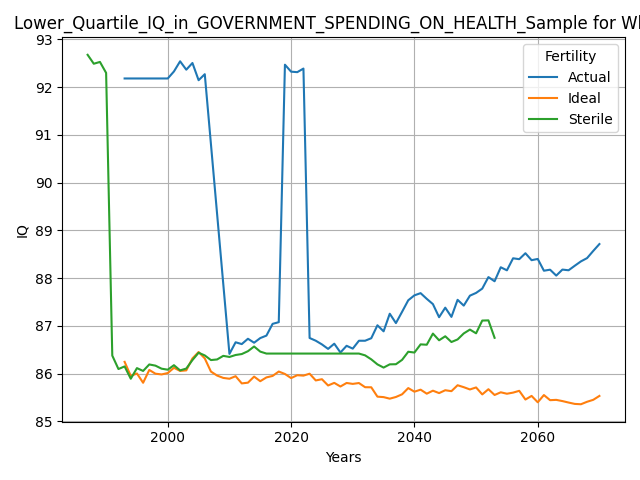 Lower_Quartile_IQ_in_GOVERNMENT_SPENDING_ON_HEALTH_Sample for
93
92
91
90
89
88
87
86
85
IQ
Fertility
Actual
Ideal
Sterile
2000
2020
2040
2060
Years